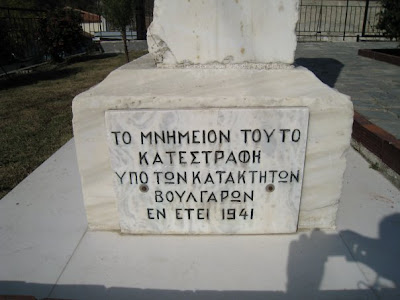 ΤΟ ΜΝΗΜΕΙΟΝ ΤΟΥΤΟ
ΚΑΤΕΣΤΡΑΦΗ
ΥΠΟ ΤΩΝ ΚΑΤΑΚΤΗΤΩΝ
ΒΟΥΛΓΑΡΩΝ
ΕΝ ΕΤΕΙ 1941